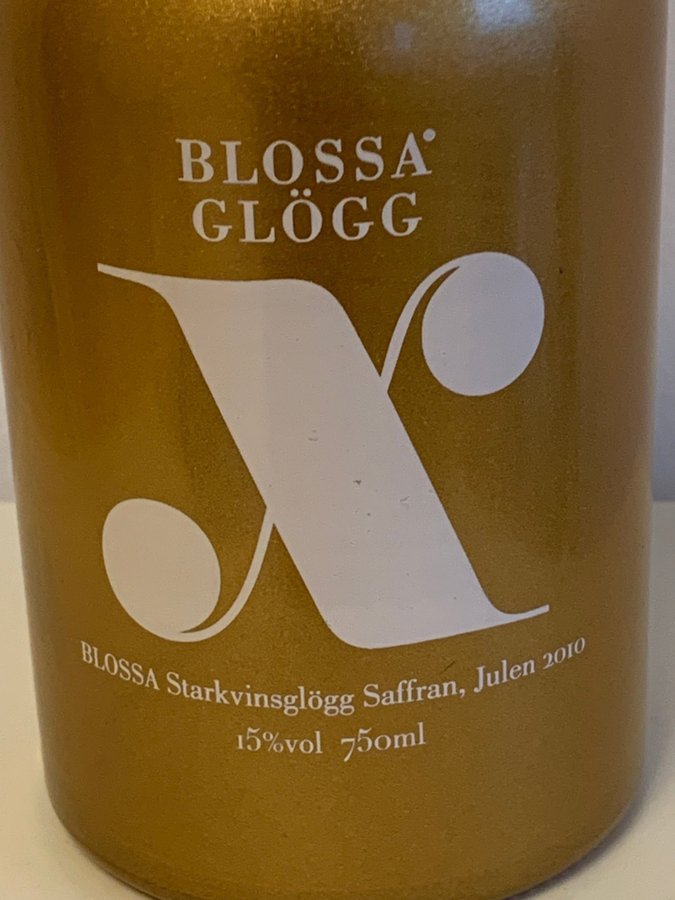 BLOSSA
GLÖGG
X
BLOSSA Starkvinsglögg Saffran, Julen 2010
15%vol 750ml